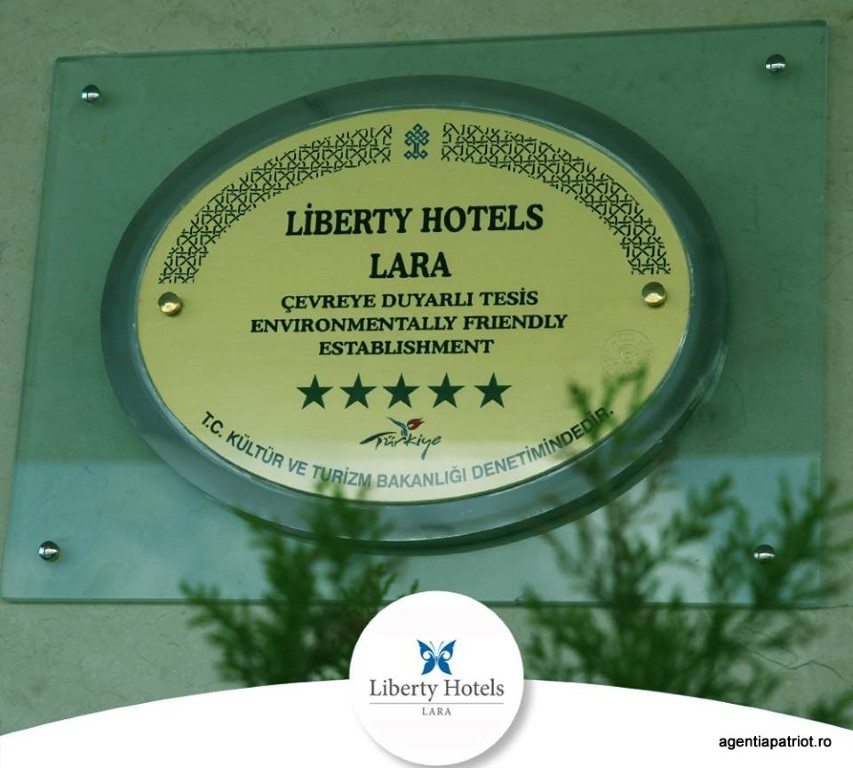 LİBERTY HOTELS
LARA
ÇEVREYE DUYARLI TESİS
ENVIRONMENTALLY FRIENDLY
ESTABLISHMENT
Türkiye
T.C. KÜLTÜR VE TURİZM BAKANLIĞI DENETİMİNDEDİR.
Liberty Hotels
LARA
agentiapatriot.ro